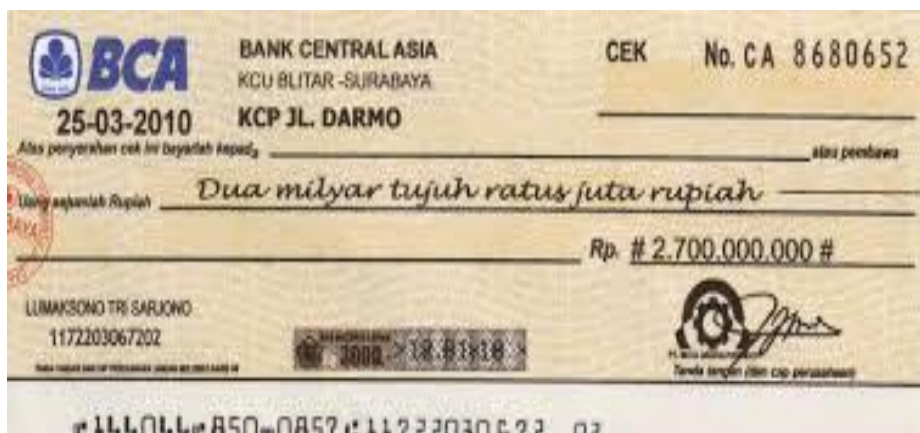 BCA
BANK CENTRAL ASIA
CEK No. CA 8680652
KCU BLITAR -SURABAYA
25-03-2010 KCP JL. DARMO
Atas penyerahan cek ini bayarlah kepada
atau pembawa
Uang sejumlah Rupiah Dua milyar tujuh ratus juta rupiah
Rp. # 2.700.000.000 #
LUMAKSONO TRI SARJONO
1172203067202
3000
Tanda tangan (dan cap perusahaan)